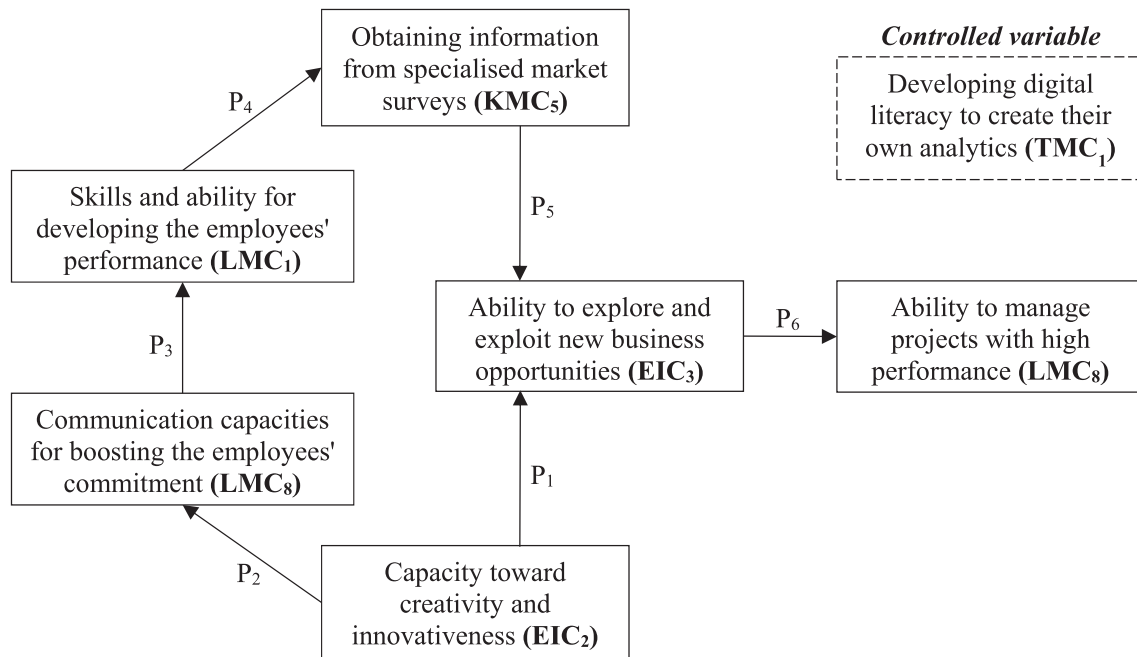 Obtaining information
from specialised market
surveys (KMC₅)
Controlled variable
Developing digital
literacy to create their
own analytics (TMC₁)
P₄
Skills and ability for
developing the employees'
performance (LMC₁)
P₅
Ability to explore and
exploit new business
opportunities (EIC₃)
P₆
Ability to manage
projects with high
performance (LMC₈)
P₃
Communication capacities
for boosting the employees'
commitment (LMC₈)
P₁
P₂
Capacity toward
creativity and
innovativeness (EIC₂)